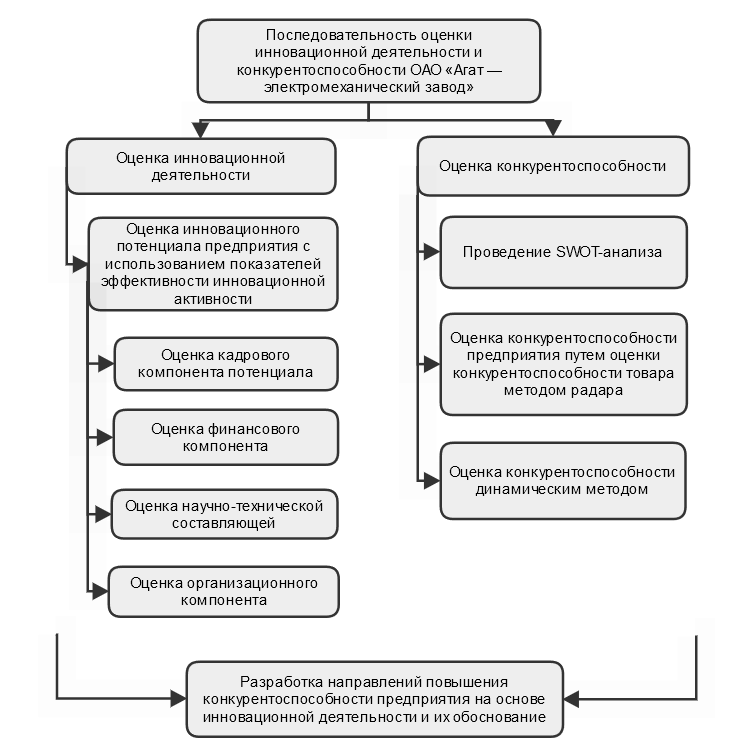 Последовательность оценки
инновационной деятельности и
конкурентоспособности ОАО «Агат —
электромеханический завод»
Оценка инновационной
деятельности
Оценка инновационного
потенциала предприятия с
использованием показателей
эффективности инновационной
активности
Оценка кадрового
компонента потенциала
Оценка финансового
компонента
Оценка научно-технической
составляющей
Оценка организационного
компонента
Оценка конкурентоспособности
Проведение SWOT-анализа
Оценка конкурентоспособности
предприятия путем оценки
конкурентоспособности товара
методом радара
Оценка конкурентоспособности
динамическим методом
Разработка направлений повышения
конкурентоспособности предприятия на основе
инновационной деятельности и их обоснование